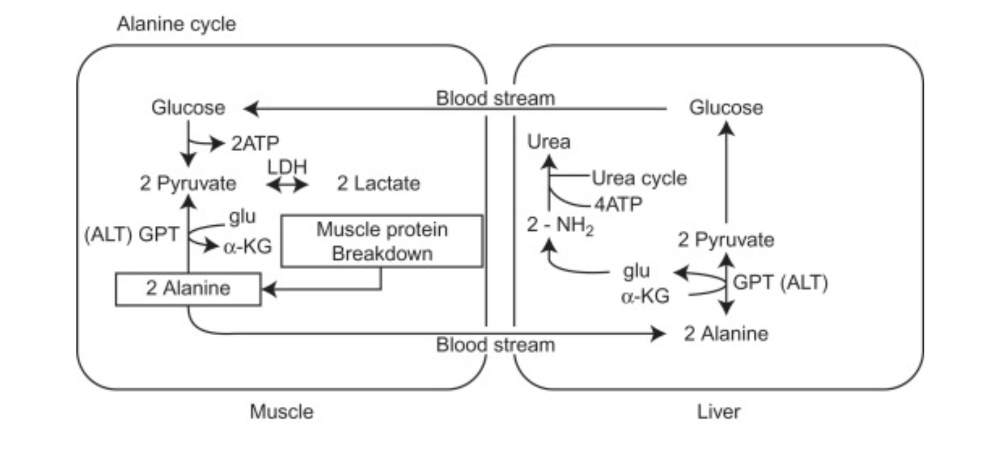 Alanine cycle
Blood stream
Glucose
Glucose
2ATP
Urea
LDH
2 Pyruvate
2 Lactate
Urea cycle
4ATP
glu
(ALT) GPT
α-KG
Muscle protein
Breakdown
2 - NH₂
2 Pyruvate
glu
GPT (ALT)
α-KG
2 Alanine
2 Alanine
Blood stream
Muscle
Liver